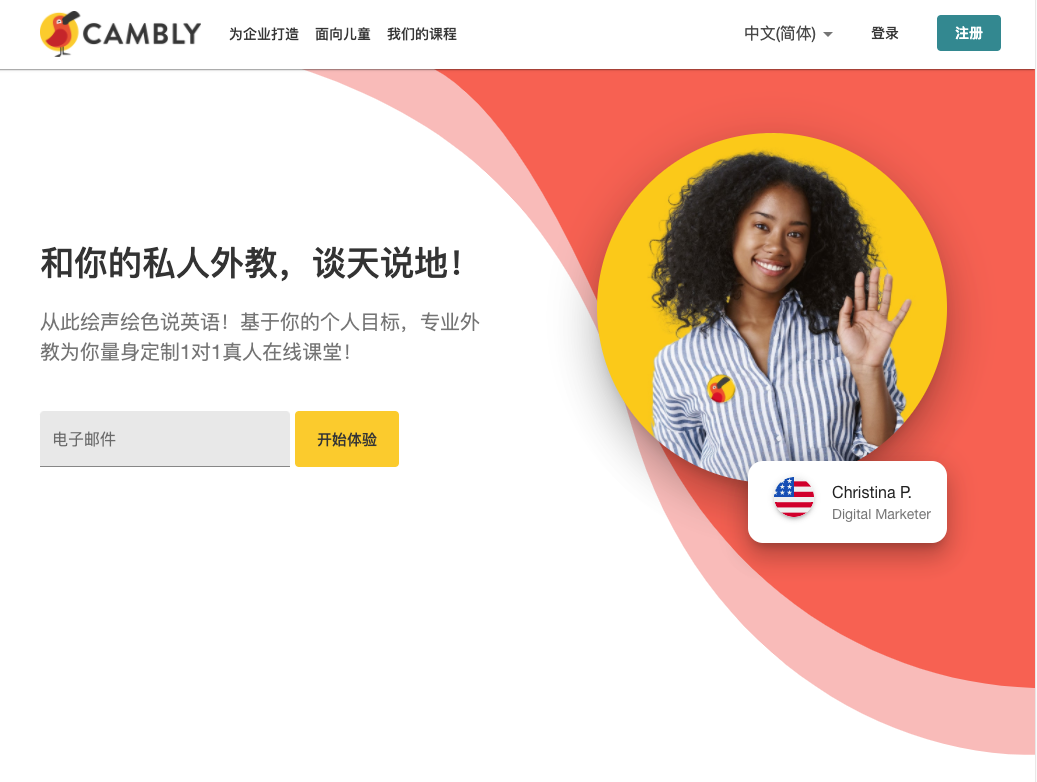 CAMBLY
为企业打造
面向儿童
我们的课程
中文(简体)
登录
注册
和你的私人外教，谈天说地！
从此绘声绘色说英语！基于你的个人目标，专业外
教为你量身定制1对1真人在线课堂！
电子邮件
开始体验
Christina P.
Digital Marketer